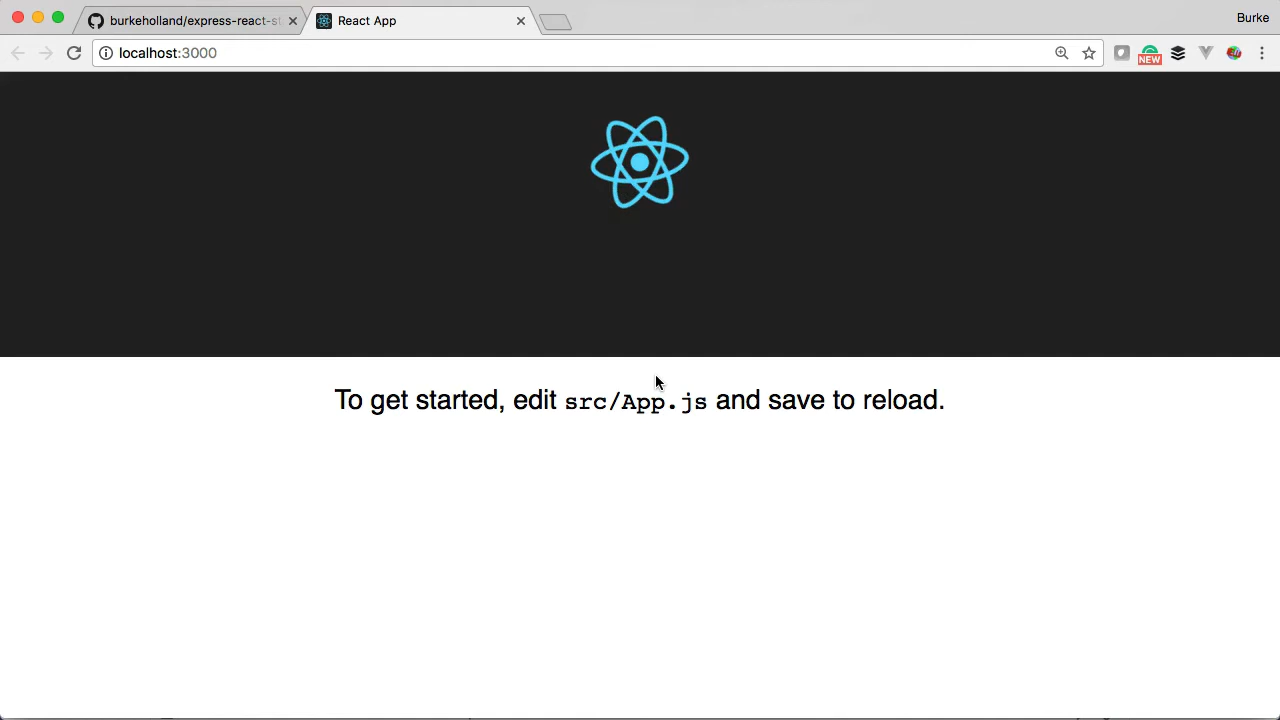 burkeholland/express-react-st
React App
Burke
localhost:3000
NEW
To get started, edit src/App.js and save to reload.